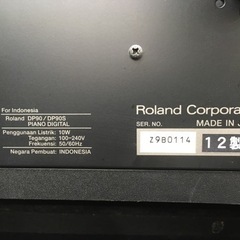 For Indonesia
Roland DP90/DP90S
PIANO DIGITAL
Penggunaan Listrik: 10W
Tegangan: 100~240V
Frekuensi: 50/60Hz
Negara Pembuat: INDONESIA
Roland Corpora
SER. NO.
MADE IN J
Z9B0114
12